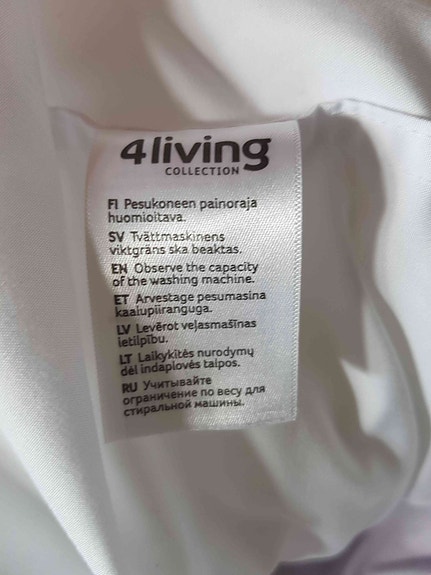 4living
COLLECTION
FI Pesukoneen painoraja
huomioitava.
SV Tvättmaskinens
viktgräns ska beaktas.
EN Observe the capacity
of the washing machine.
ET Arvestage pesumasina
kaalupiiranguga.
LV Levērot veļasmašīnas
ietilpību.
LT Laikykitės nurodymų
dėl indaplovės talpos.
RU Учитывайте
ограничение по весу для
стиральной машины.